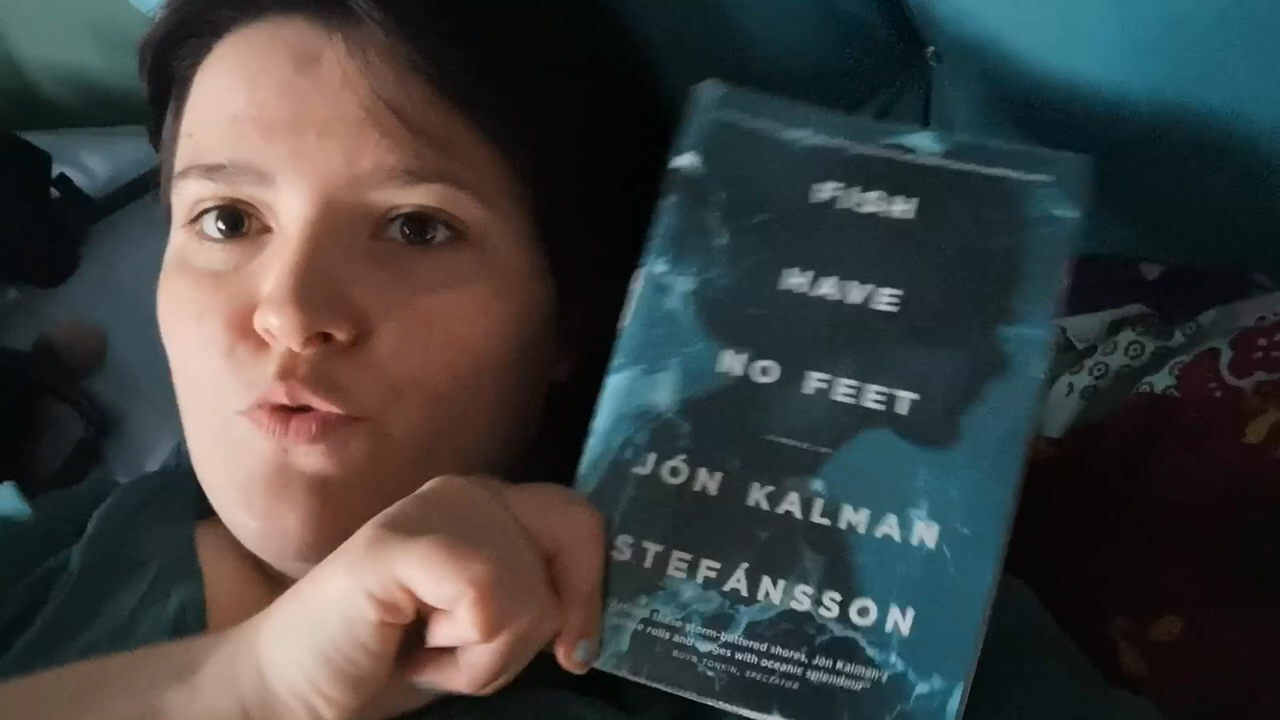 FISH
HAVE
NO FEET
JÓN KALMAN
STEFÁNSSON
storm-battered shores, Jón Kalman's
rolls and with oceanic splendour"
BOYD TONKIN, SPECTATOR